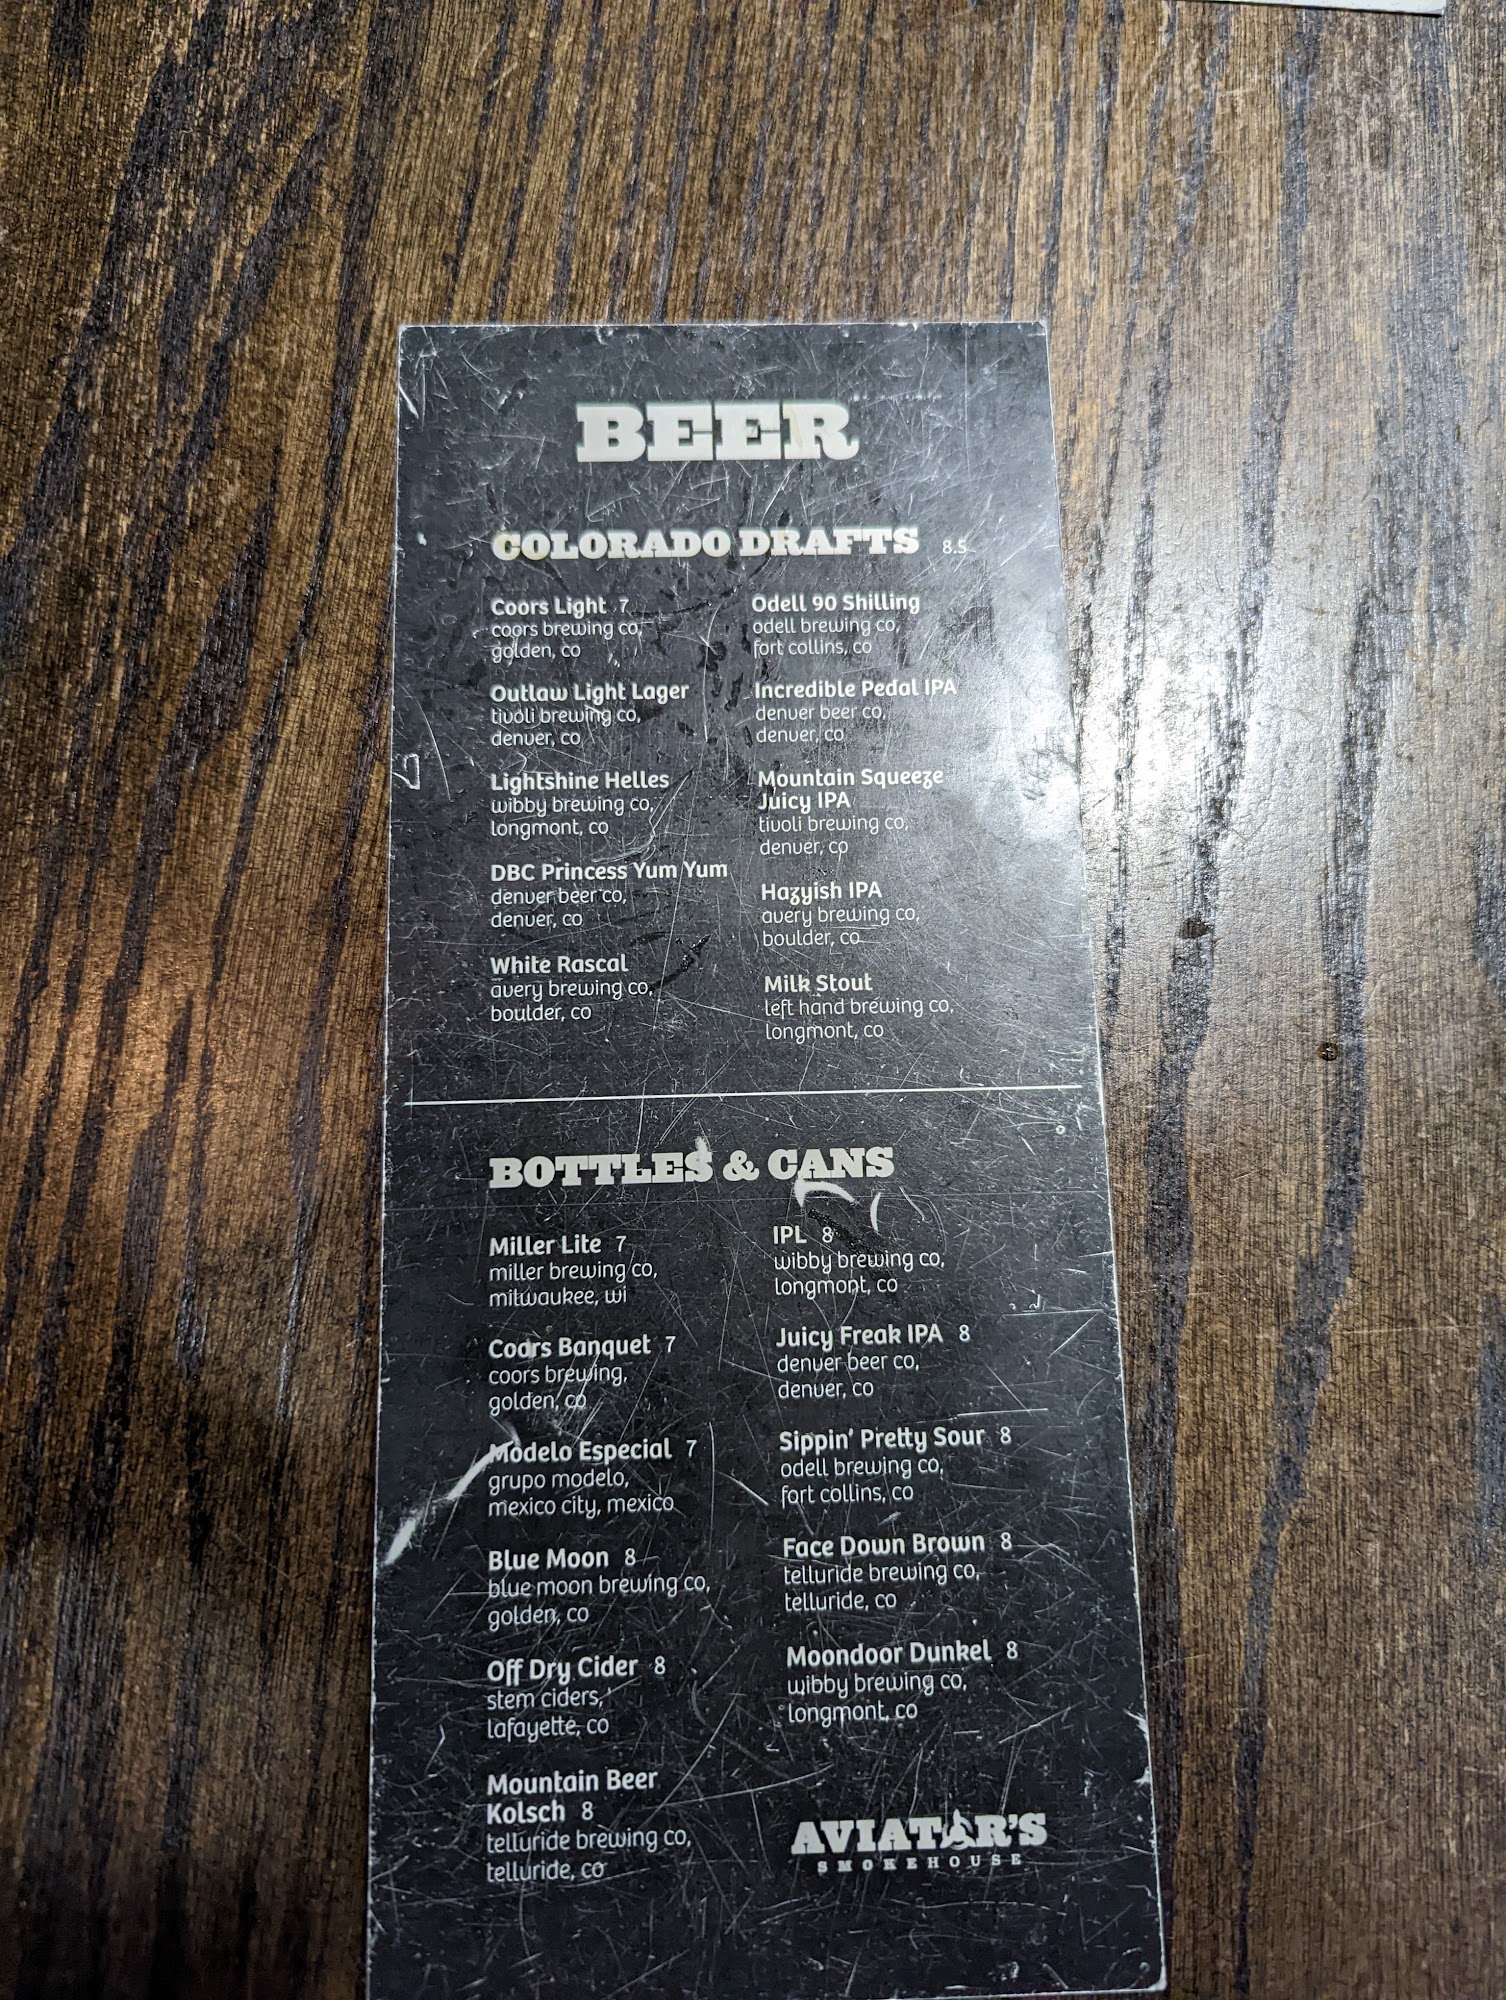 BEER
COLORADO DRAFTS 8.5
Coors Light 7
coors brewing co,
golden, co
Outlaw Light Lager
tivoli brewing co,
denver, co
Lightshine Helles
wibby brewing co,
longmont, co
DBC Princess Yum Yum
denver beer co,
denver, co
White Rascal
avery brewing co,
boulder, co
Odell 90 Shilling
odell brewing co,
fort collins, co
Incredible Pedal IPA
denver beer co,
denver, co
Mountain Squeeze
Juicy IPA
tivoli brewing co,
denver, co
Hazyish IPA
avery brewing co,
boulder, co
Milk Stout
left hand brewing co,
longmont, co
BOTTLES & CANS
Miller Lite 7
miller brewing co,
milwaukee, wi
Coors Banquet 7
coors brewing,
golden, co
Modelo Especial 7
grupo modelo,
mexico city, mexico
Blue Moon 8
blue moon brewing co,
golden, co
Off Dry Cider 8
stem ciders,
lafayette, co
Mountain Beer
Kolsch 8
telluride brewing co,
telluride, co
IPL 8
wibby brewing co,
longmont, co
Juicy Freak IPA 8
denver beer co,
denver, co
Sippin' Pretty Sour 8
odell brewing co,
fort collins, co
Face Down Brown 8
telluride brewing co,
telluride, co
Moondoor Dunkel 8
wibby brewing co,
longmont, co
AVIATOR'S
SMOKEHOUSE